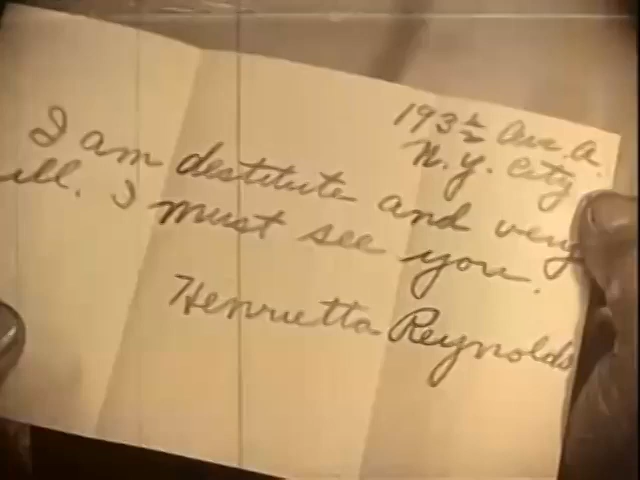 193½ Ave. A.
N.Y. City
I am destitute and very
ill. I must see you.
Henrietta Reynolds